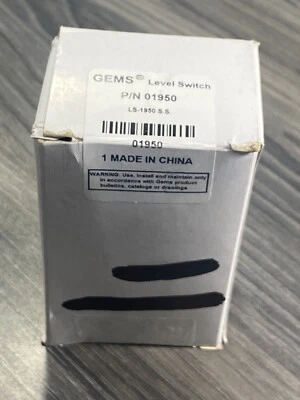 GEMS® Level Switch
P/N 01950
LS-1950 S.S.
01950
1 MADE IN CHINA
WARNING: Use, install and maintain only
in accordance with Gems product
bulletins, catalogs or drawings